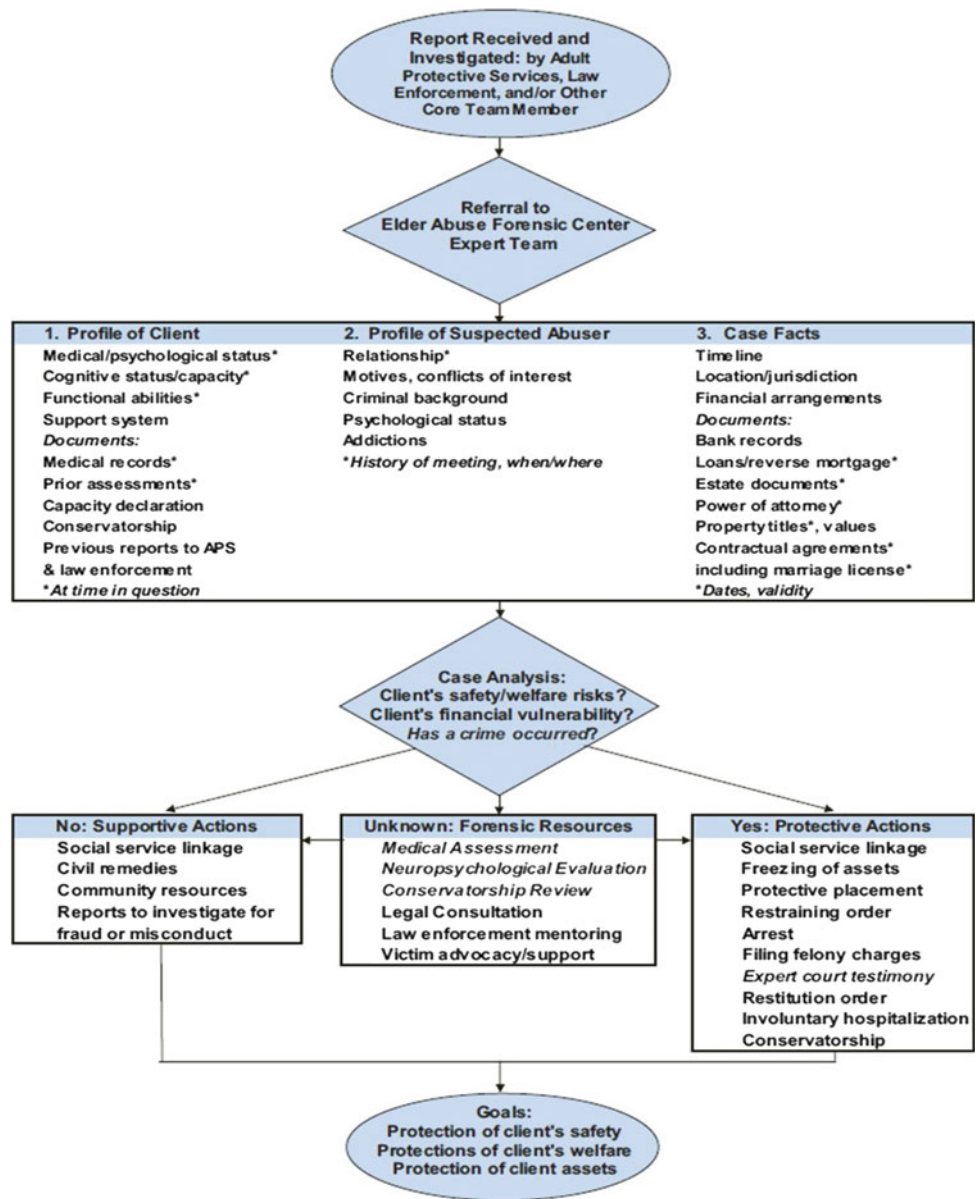 Report Received and
Investigated: by Adult
Protective Services, Law
Enforcement, and/or Other
Core Team Member
Referral to
Elder Abuse Forensic Center
Expert Team
1. Profile of Client
Medical/psychological status*
Cognitive status/capacity*
Functional abilities*
Support system
Documents:
Medical records*
Prior assessments*
Capacity declaration
Conservatorship
Previous reports to APS
& law enforcement
*At time in question
2. Profile of Suspected Abuser
Relationship*
Motives, conflicts of interest
Criminal background
Psychological status
Addictions
*History of meeting, when/where
3. Case Facts
Timeline
Location/jurisdiction
Financial arrangements
Documents:
Bank records
Loans/reverse mortgage*
Estate documents*
Power of attorney*
Property titles*, values
Contractual agreements*
including marriage license*
*Dates, validity
Case Analysis:
Client's safety/welfare risks?
Client's financial vulnerability?
Has a crime occurred?
No: Supportive Actions
Social service linkage
Civil remedies
Community resources
Reports to investigate for
fraud or misconduct
Unknown: Forensic Resources
Medical Assessment
Neuropsychological Evaluation
Conservatorship Review
Legal Consultation
Law enforcement mentoring
Victim advocacy/support
Yes: Protective Actions
Social service linkage
Freezing of assets
Protective placement
Restraining order
Arrest
Filing felony charges
Expert court testimony
Restitution order
Involuntary hospitalization
Conservatorship
Goals:
Protection of client's safety
Protections of client's welfare
Protection of client assets